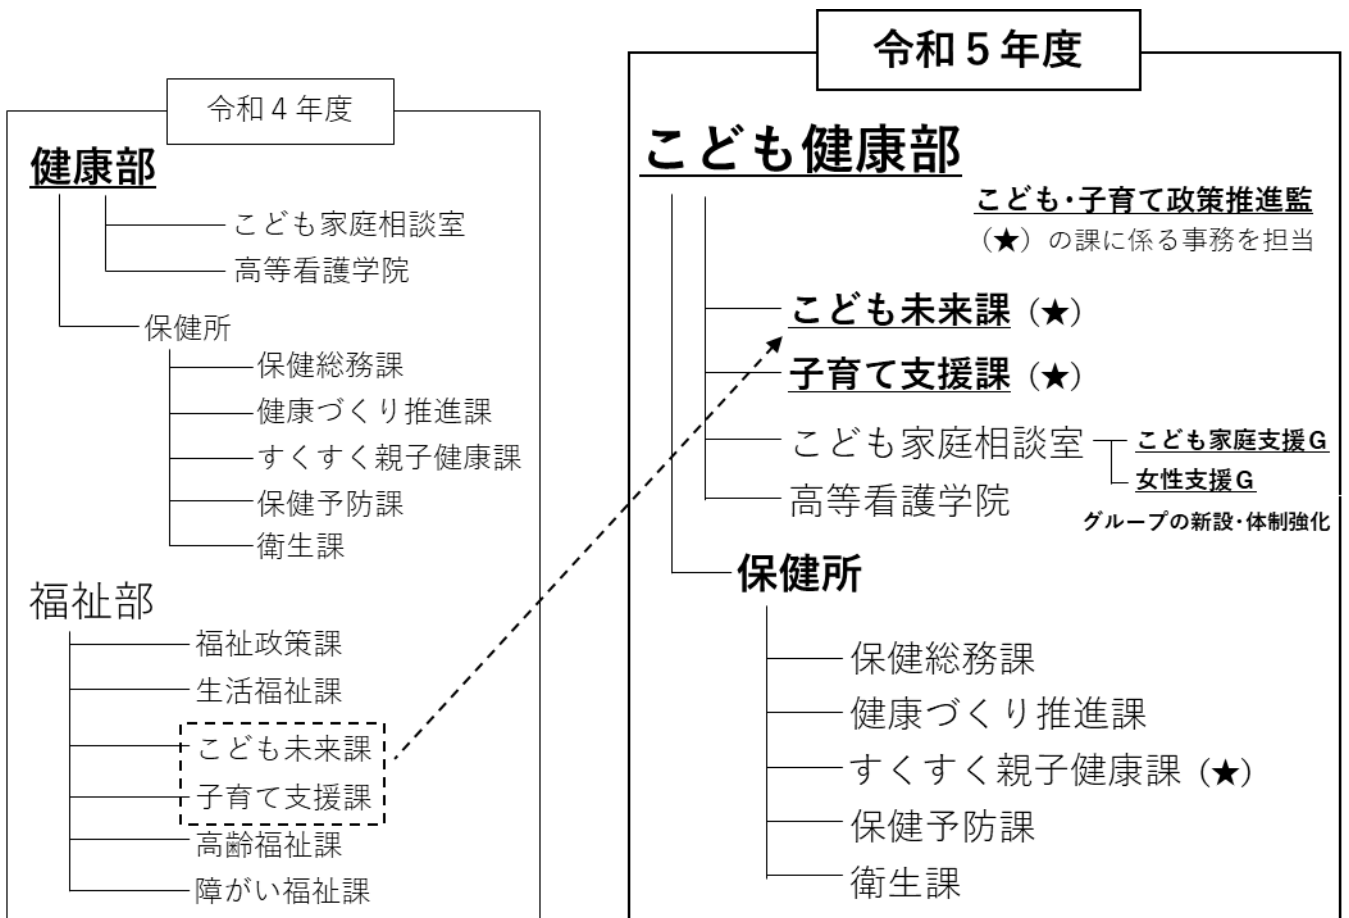 令和４年度
健康部
こども家庭相談室
高等看護学院
保健所
保健総務課
健康づくり推進課
すくすく親子健康課
保健予防課
衛生課
福祉部
福祉政策課
生活福祉課
こども未来課
子育て支援課
高齢福祉課
障がい福祉課
令和５年度
こども健康部
こども・子育て政策推進監
（★）の課に係る事務を担当
こども未来課（★）
子育て支援課（★）
こども家庭相談室
こども家庭支援Ｇ
女性支援Ｇ
高等看護学院
グループの新設・体制強化
保健所
保健総務課
健康づくり推進課
すくすく親子健康課（★）
保健予防課
衛生課